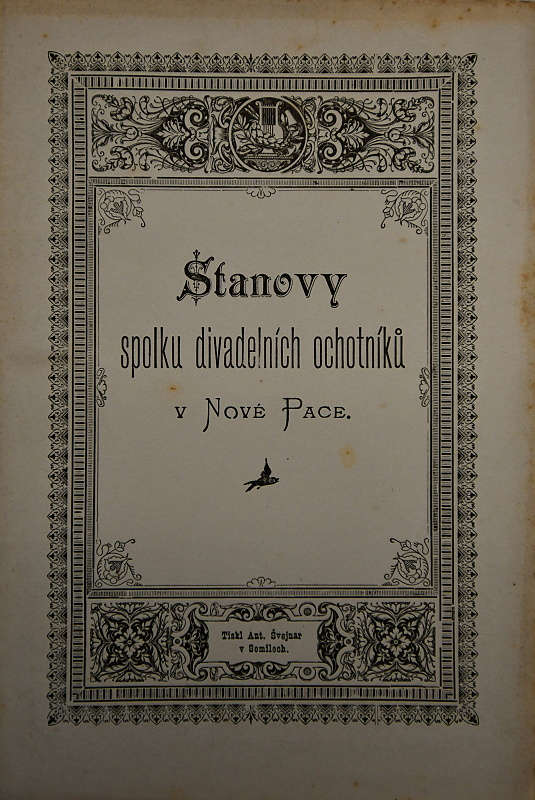 Stanovy
spolku divadelních ochotníků
v Nové Pace.
Tiskl Ant. Švejnar
v Semilech.